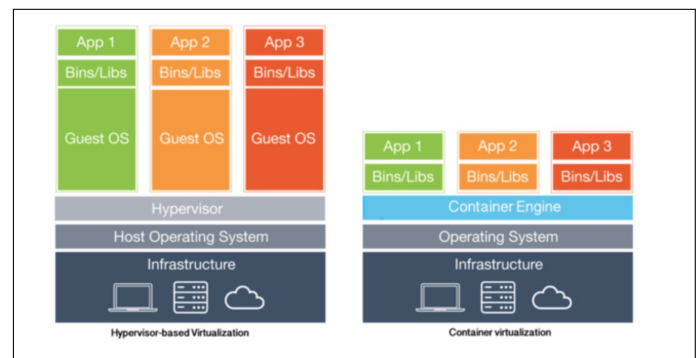 App 1 App 2 App 3
Bins/Libs Bins/Libs Bins/Libs
Guest OS Guest OS Guest OS
Hypervisor
Host Operating System
Infrastructure
Hypervisor-based Virtualization
App 1 App 2 App 3
Bins/Libs Bins/Libs Bins/Libs
Container Engine
Operating System
Infrastructure
Container virtualization